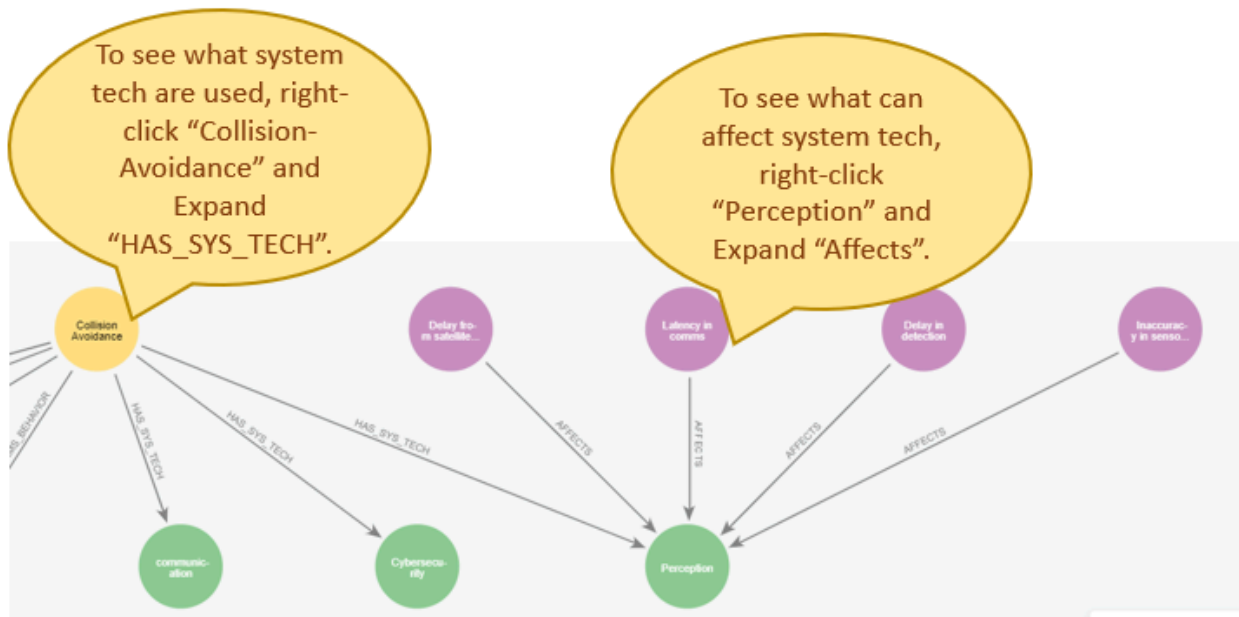 To see what system
tech are used, right-
click “Collision-
Avoidance” and
Expand
“HAS_SYS_TECH”.
To see what can
affect system tech,
right-click
“Perception” and
Expand “Affects”.
Collision
Avoidance
Delay fro-
m satellite...
Latency in
comms
Delay in
detection
Inaccurac-
y in senso...
MS_BEHAVIOR
HAS_SYS_TECH
HAS_SYS_TECH
HAS_SYS_TECH
AFFECTS
AFFECTS
AFFECTS
AFFECTS
communic-
ation
Cybersecu-
rity
Perception